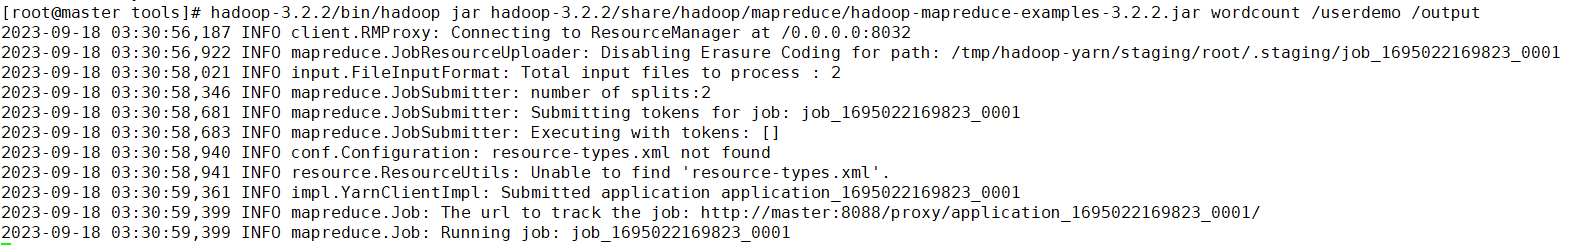 [root@master tools]# hadoop-3.2.2/bin/hadoop jar hadoop-3.2.2/share/hadoop/mapreduce/hadoop-mapreduce-examples-3.2.2.jar wordcount /userdemo /output
2023-09-18 03:30:56,187 INFO client.RMProxy: Connecting to ResourceManager at /0.0.0.0:8032
2023-09-18 03:30:56,922 INFO mapreduce.JobResourceUploader: Disabling Erasure Coding for path: /tmp/hadoop-yarn/staging/root/.staging/job_1695022169823_0001
2023-09-18 03:30:58,021 INFO input.FileInputFormat: Total input files to process : 2
2023-09-18 03:30:58,346 INFO mapreduce.JobSubmitter: number of splits:2
2023-09-18 03:30:58,681 INFO mapreduce.JobSubmitter: Submitting tokens for job: job_1695022169823_0001
2023-09-18 03:30:58,683 INFO mapreduce.JobSubmitter: Executing with tokens: []
2023-09-18 03:30:58,940 INFO conf.Configuration: resource-types.xml not found
2023-09-18 03:30:58,941 INFO resource.ResourceUtils: Unable to find 'resource-types.xml'.
2023-09-18 03:30:59,361 INFO impl.YarnClientImpl: Submitted application application_1695022169823_0001
2023-09-18 03:30:59,399 INFO mapreduce.Job: The url to track the job: http://master:8088/proxy/application_1695022169823_0001/
2023-09-18 03:30:59,399 INFO mapreduce.Job: Running job: job_1695022169823_0001